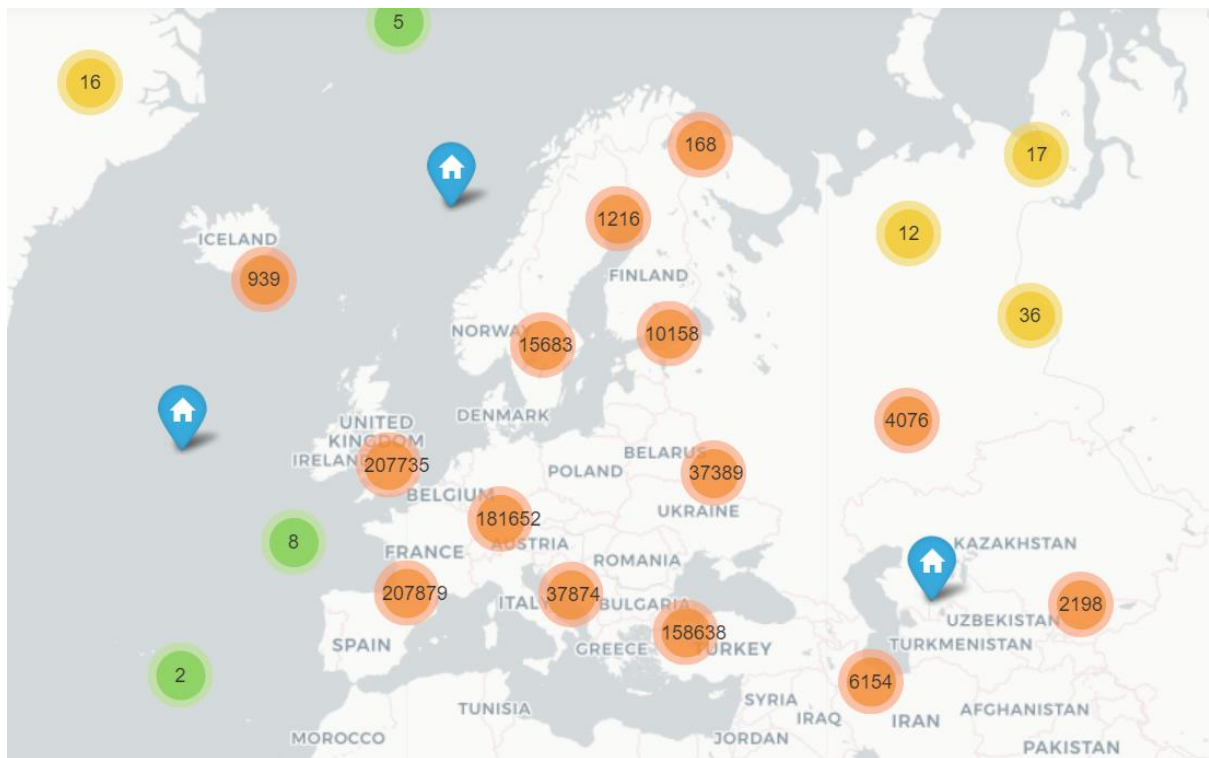 5
16
168
17
1216
12
ICELAND
FINLAND
939
36
NORWAY
15683
10158
DENMARK
4076
UNITED
KINGDOM
IRELAND
207735
BELARUS
POLAND
37389
BELGIUM
181652
UKRAINE
8
FRANCE
AUSTRIA
KAZAKHSTAN
ROMANIA
207879
ITALY
37874
BULGARIA
2198
UZBEKISTAN
158638
SPAIN
GREECE
TURKEY
TURKMENISTAN
2
6154
SYRIA
TUNISIA
IRAQ
IRAN
AFGHANISTAN
MOROCCO
JORDAN
PAKISTAN